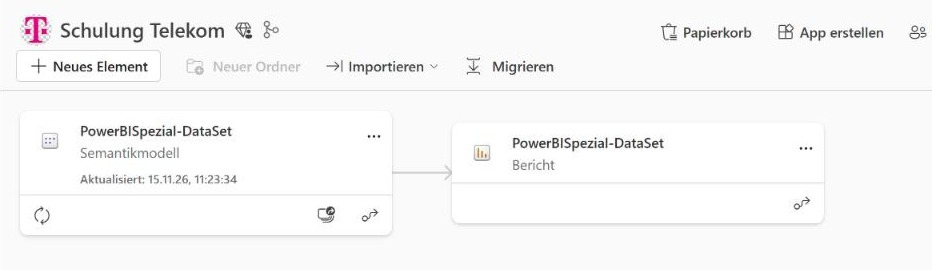 T Schulung Telekom
Papierkorb
App erstellen
Neues Element
Neuer Ordner
Importieren
Migrieren
PowerBISpezial-DataSet
Semantikmodell
Aktualisiert: 15.11.26, 11:23:34
PowerBISpezial-DataSet
Bericht